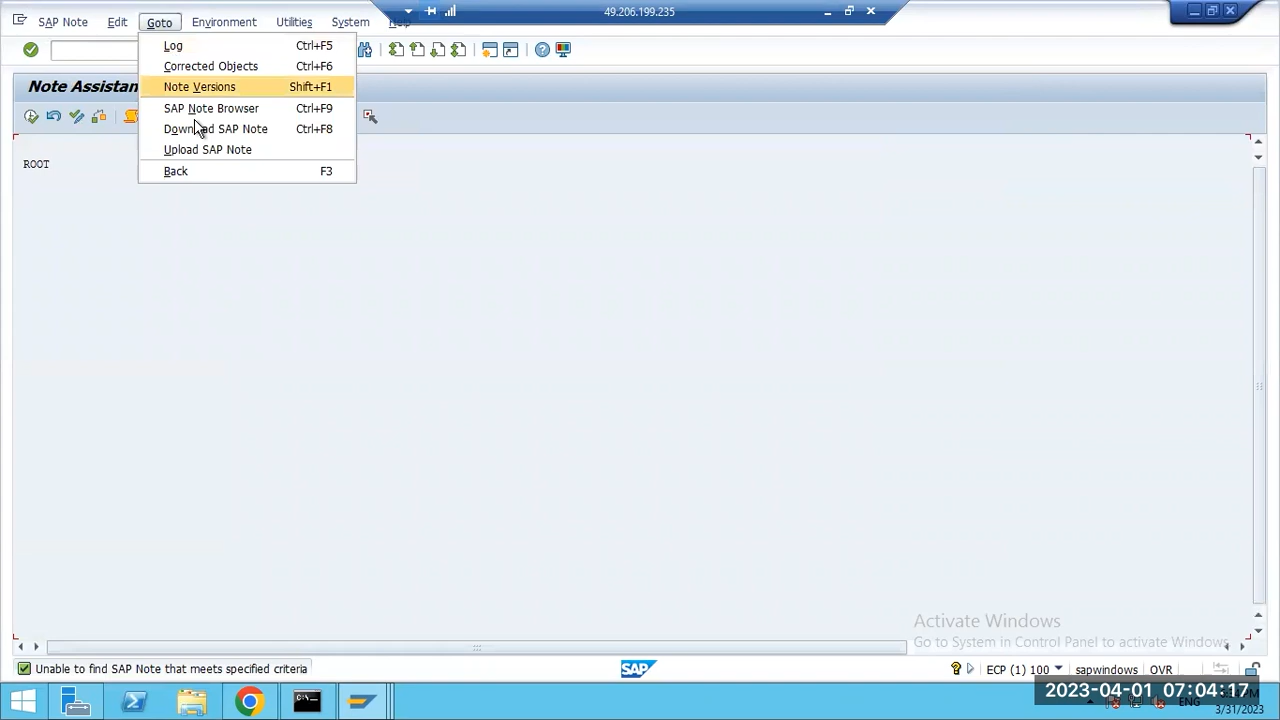 49.206.199.235
SAP Note Edit Goto Environment Utilities System Help
Log Ctrl+F5
Corrected Objects Ctrl+F6
Note Versions Shift+F1
SAP Note Browser Ctrl+F9
Download SAP Note Ctrl+F8
Upload SAP Note
Back F3
Note Assistan
ROOT
Activate Windows
Go to System in Control Panel to activate Windows.
Unable to find SAP Note that meets specified criteria
SAP
ECP (1) 100
sapwindows
OVR
2023-04-01 07:04:17
ENG
3/31/2023